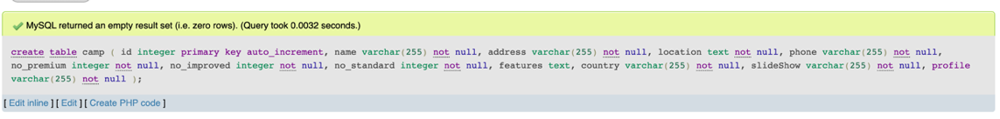 MySQL returned an empty result set (i.e. zero rows). (Query took 0.0032 seconds.)
create table camp ( id integer primary key auto_increment, name varchar(255) not null, address varchar(255) not null, location text not null, phone varchar(255) not null,
no_premium integer not null, no_improved integer not null, no_standard integer not null, features text, country varchar(255) not null, slideShow varchar(255) not null, profile
varchar(255) not null );
[ Edit inline ] [ Edit ] [ Create PHP code ]